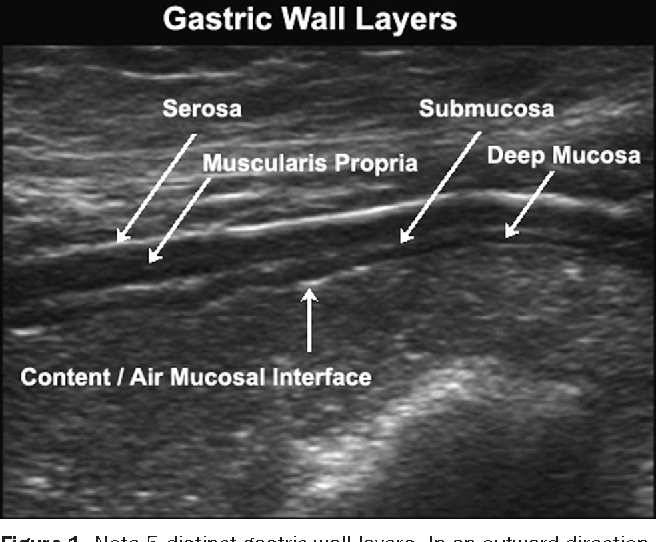 Gastric Wall Layers
Serosa
Submucosa
Muscularis Propria
Deep Mucosa
Content / Air Mucosal Interface
Figure 1. Note 5 distinct gastric wall layers. In an outward direction